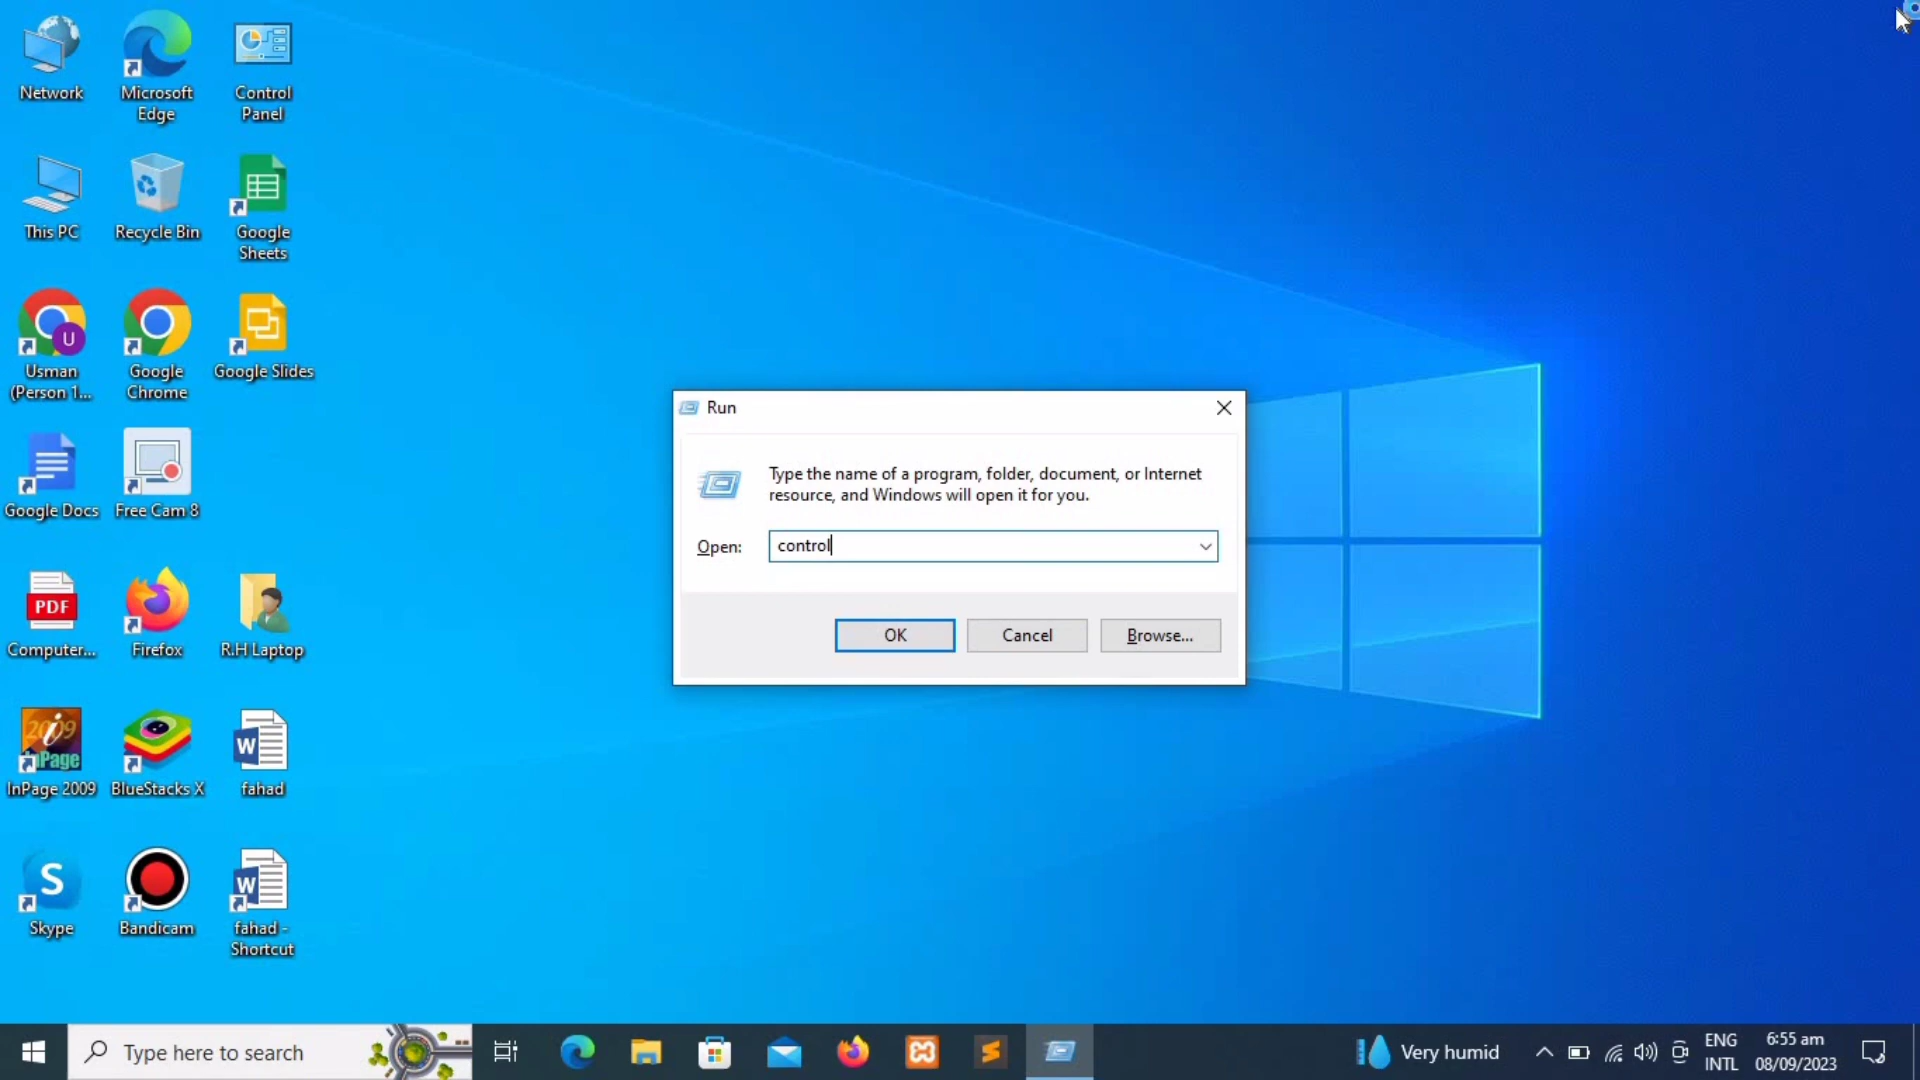 Network
Microsoft
Edge
Control
Panel
This PC
Recycle Bin
Google
Sheets
U
Usman
(Person 1...
Google
Chrome
Google Slides
Google Docs
Free Cam 8
PDF
Computer...
Firefox
R.H Laptop
2009
i
InPage
InPage 2009
BlueStacks X
W
fahad
S
Skype
Bandicam
W
fahad -
Shortcut
Run
Type the name of a program, folder, document, or Internet
resource, and Windows will open it for you.
Open:
control
OK
Cancel
Browse...
Type here to search
Very humid
ENG
INTL
6:55 am
08/09/2023